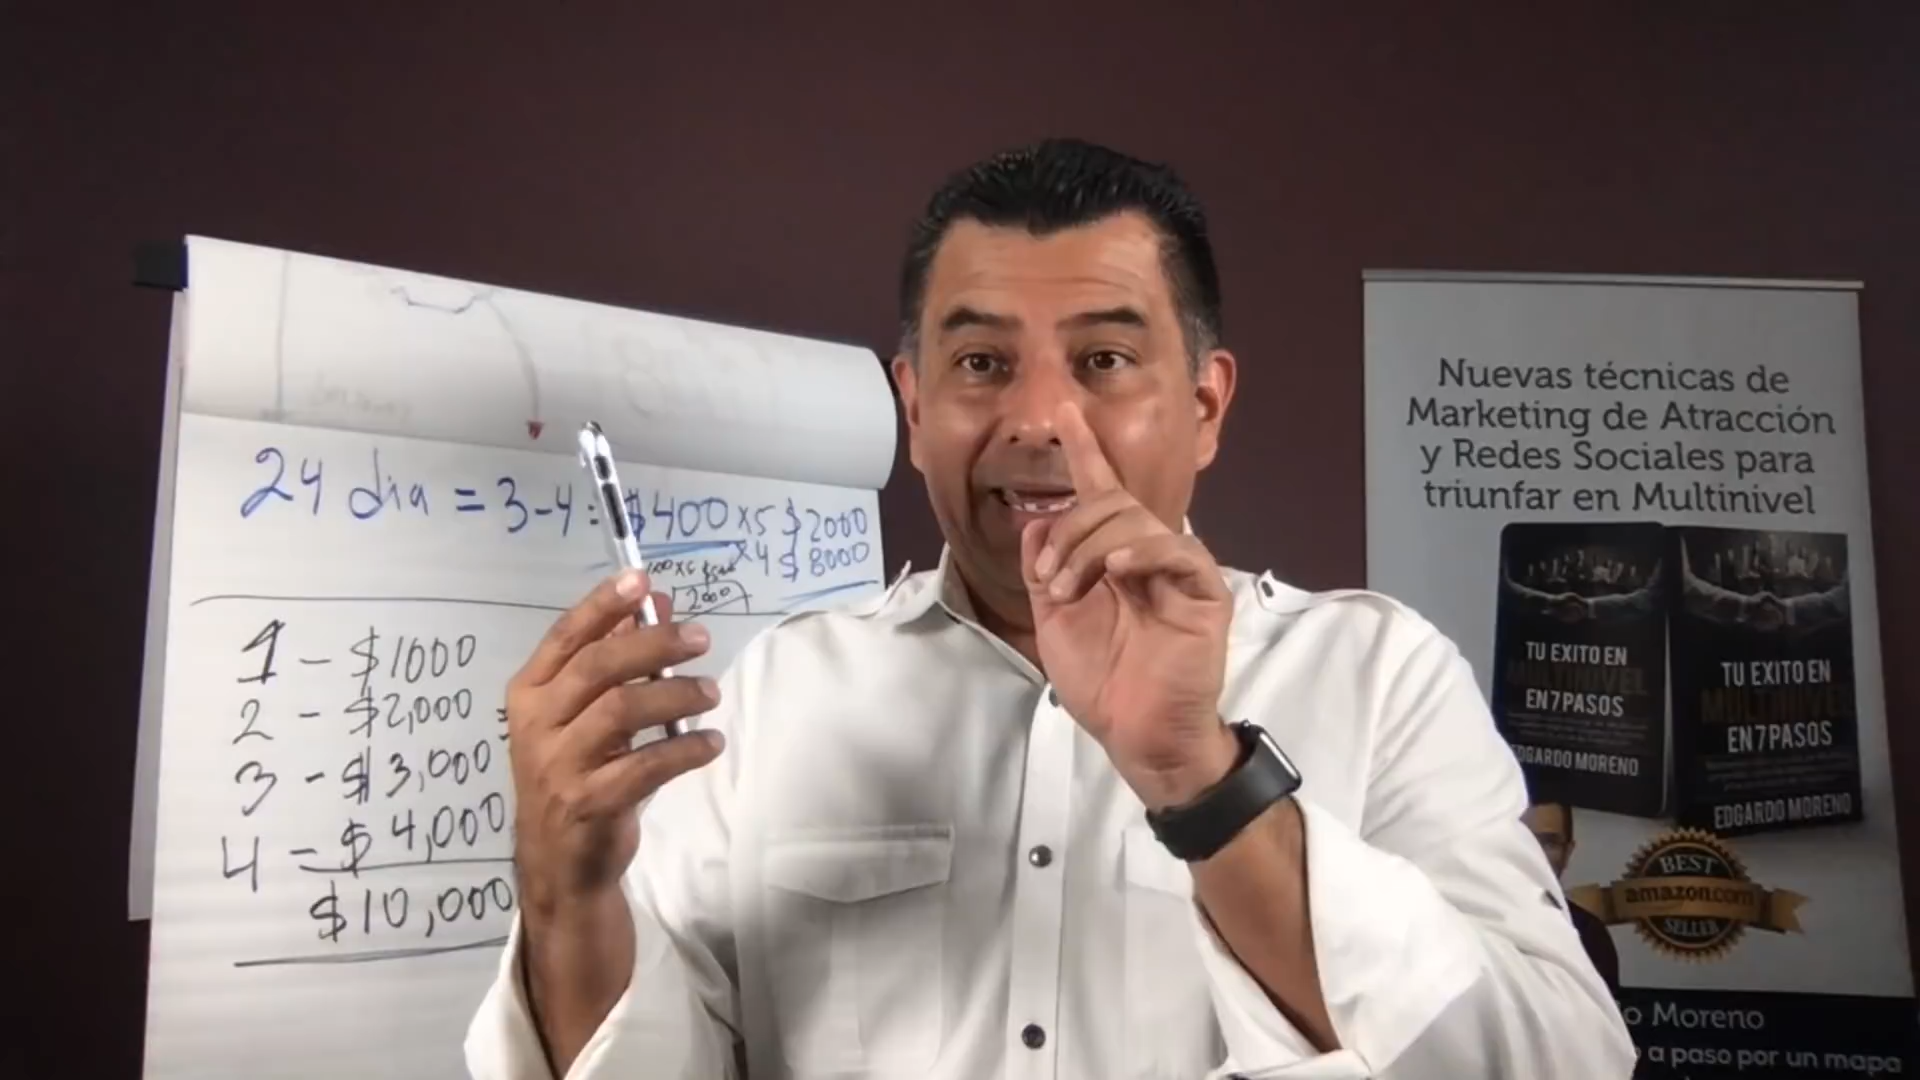 24 dia = 3-4 = $400 x5 $2000
x4 $8000
2000
1 - $1000
2 - $2,000
3 - $3,000
4 - $4,000
$10,000
Nuevas técnicas de
Marketing de Atracción
y Redes Sociales para
triunfar en Multinivel
TU EXITO EN
MULTINIVEL
EN 7 PASOS
EDGARDO MORENO
TU EXITO EN
MULTINIVEL
EN 7 PASOS
EDGARDO MORENO
BEST
amazon.com
SELLER
o Moreno
a paso por un mapa